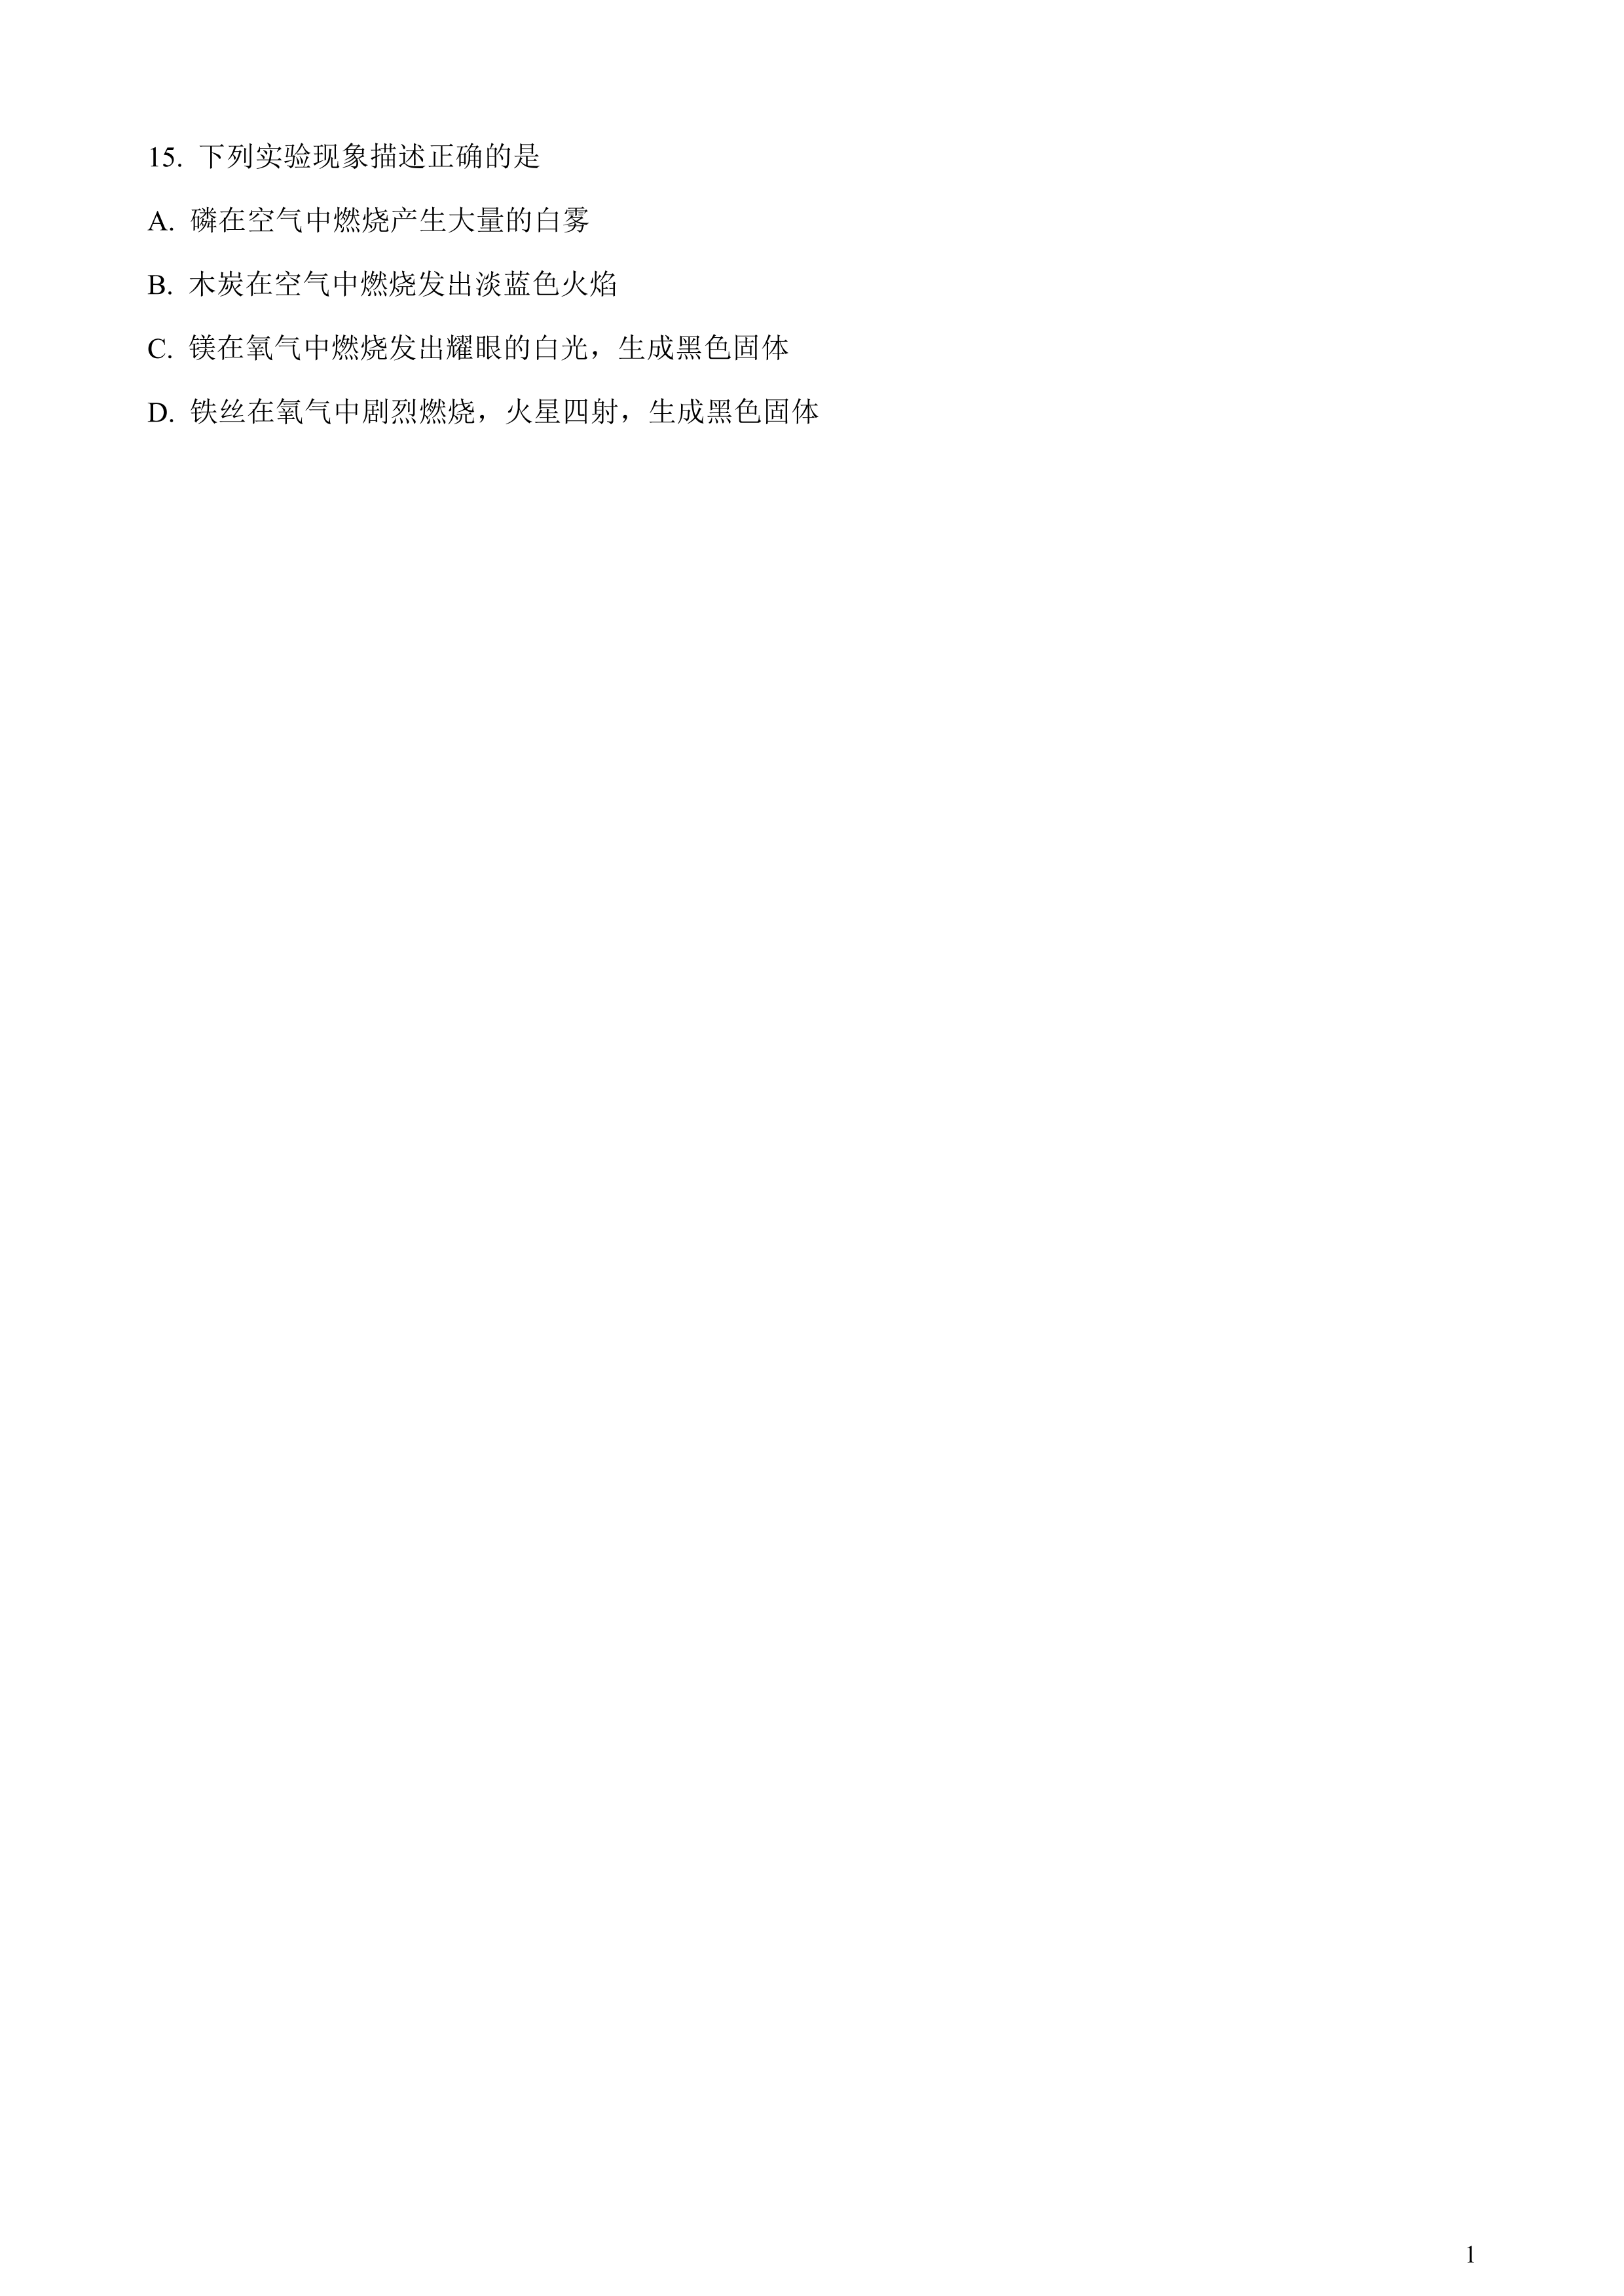 15. 下列实验现象描述正确的是
A. 磷在空气中燃烧产生大量的白雾
B. 木炭在空气中燃烧发出淡蓝色火焰
C. 镁在氧气中燃烧发出耀眼的白光，生成黑色固体
D. 铁丝在氧气中剧烈燃烧，火星四射，生成黑色固体
1